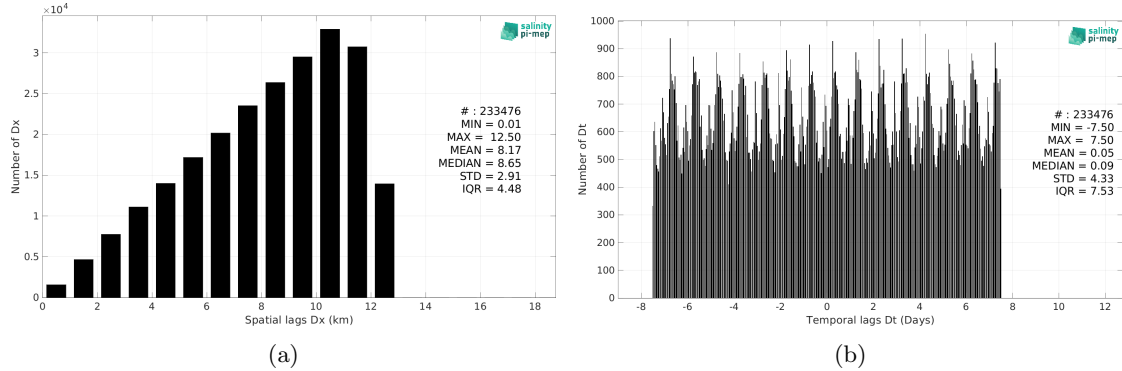 ×10⁴
3
2.5
2
1.5
1
0.5
0
Number of Dx
0 2 4 6 8 10 12 14 16 18
Spatial lags Dx (km)
salinity
pi-mep
# : 233476
MIN = 0.01
MAX = 12.50
MEAN = 8.17
MEDIAN = 8.65
STD = 2.91
IQR = 4.48
(a)
1000
900
800
700
600
500
400
300
200
100
0
Number of Dt
-8 -6 -4 -2 0 2 4 6 8 10 12
Temporal lags Dt (Days)
salinity
pi-mep
# : 233476
MIN = -7.50
MAX = 7.50
MEAN = 0.05
MEDIAN = 0.09
STD = 4.33
IQR = 7.53
(b)